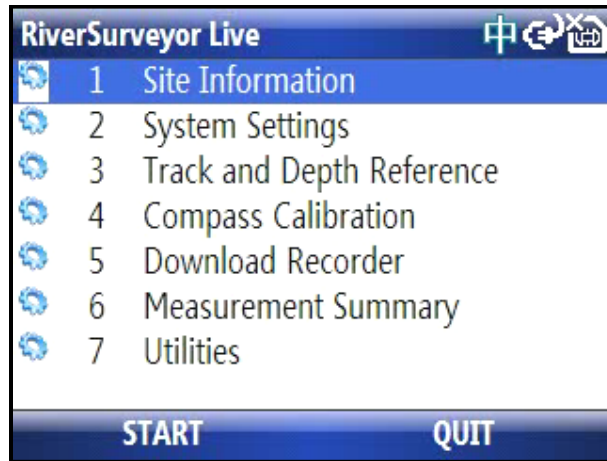 RiverSurveyor Live 中
1 Site Information
2 System Settings
3 Track and Depth Reference
4 Compass Calibration
5 Download Recorder
6 Measurement Summary
7 Utilities
START QUIT